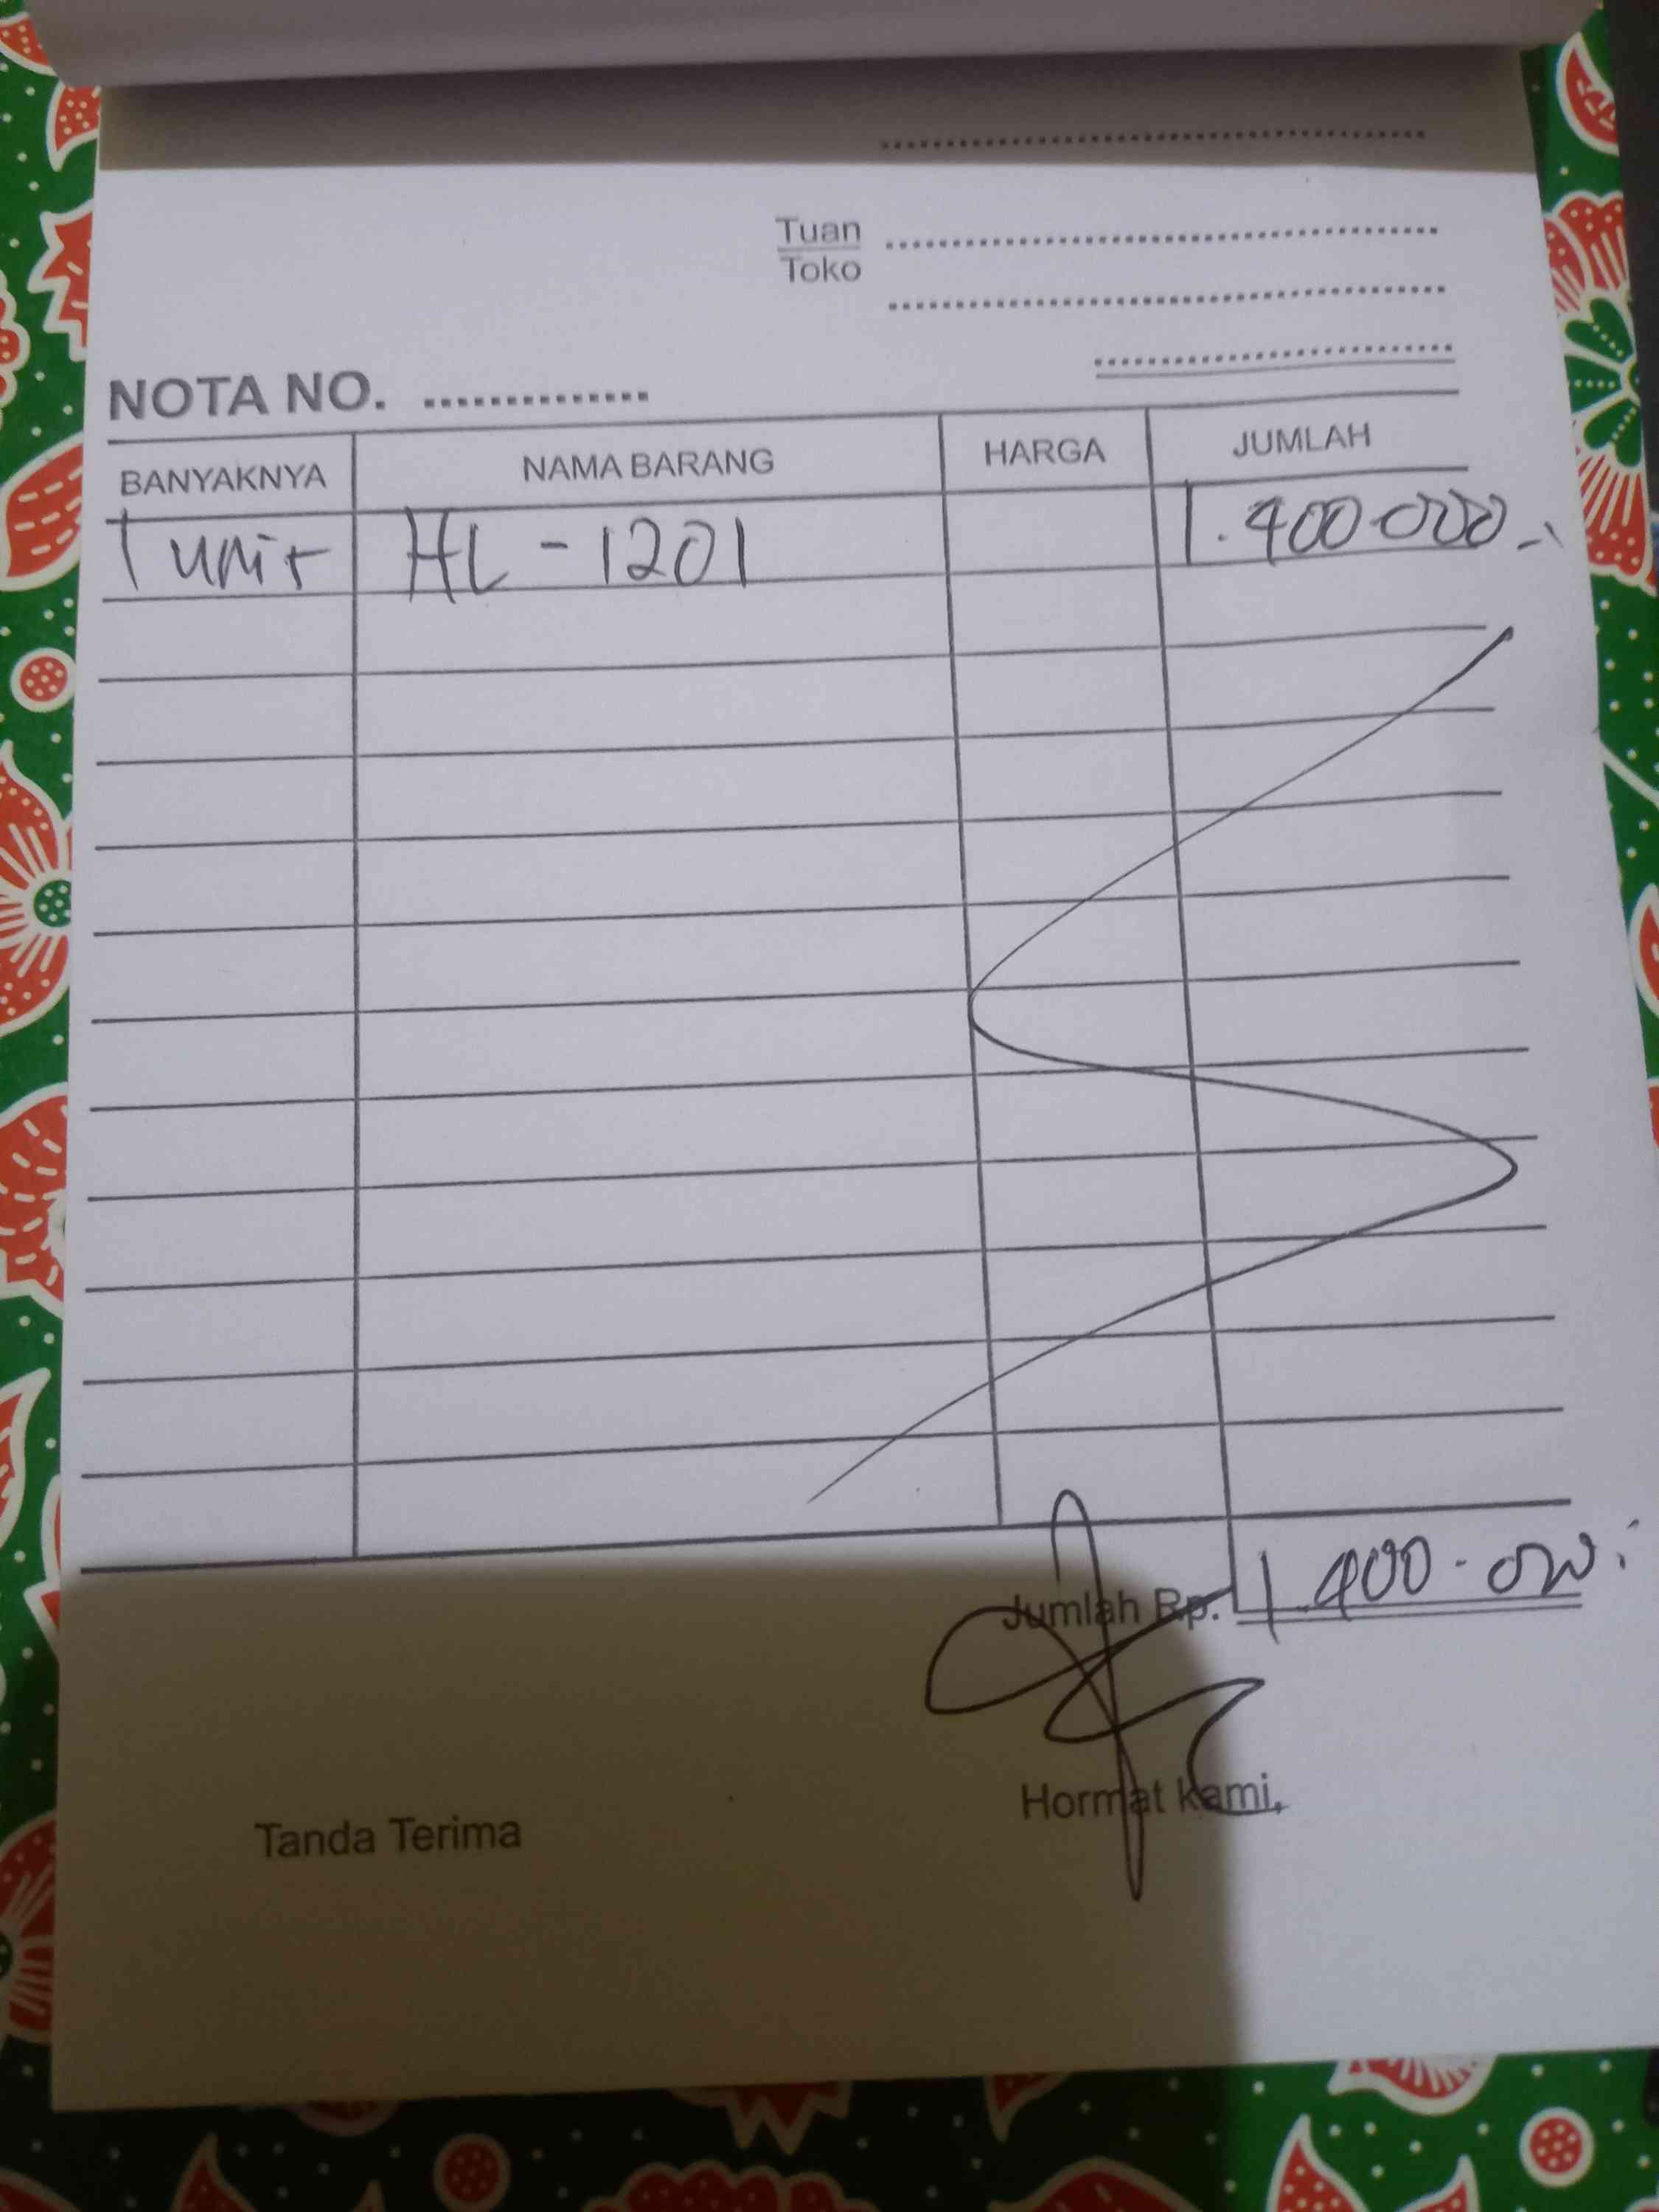 Tuan
Toko
NOTA NO. ..............
BANYAKNYA NAMA BARANG HARGA JUMLAH
1 unit HL - 1201 1.400.000.-
Jumlah Rp. 1.400.000.-
Tanda Terima Hormat kami,